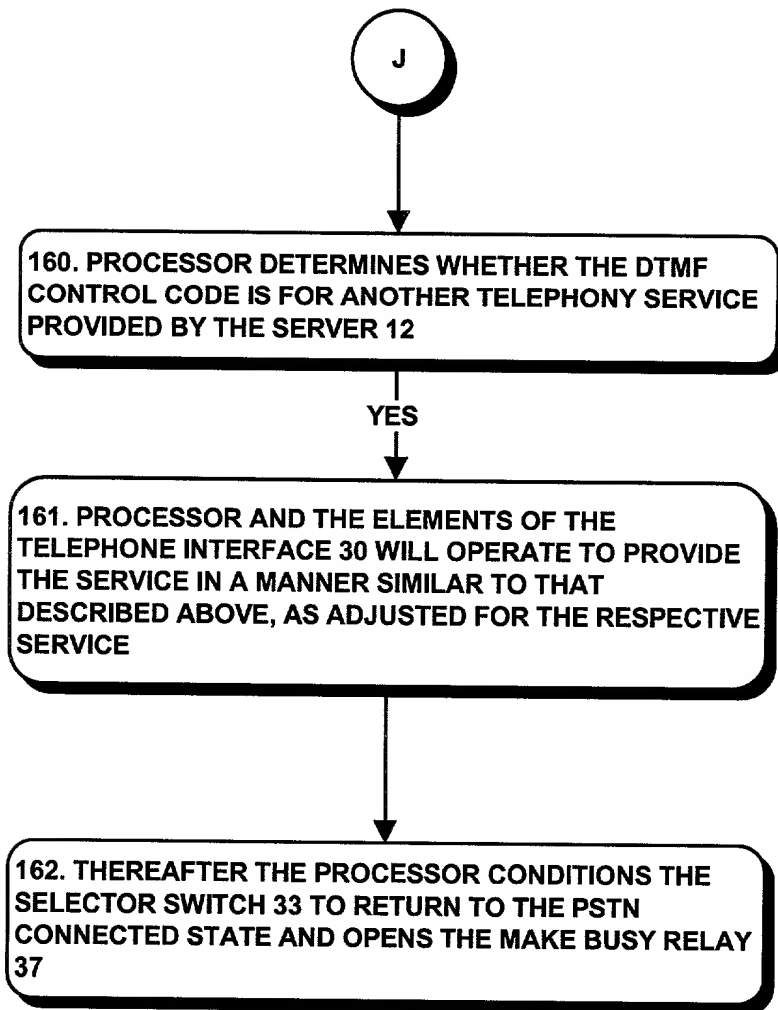 J
160. PROCESSOR DETERMINES WHETHER THE DTMF
CONTROL CODE IS FOR ANOTHER TELEPHONY SERVICE
PROVIDED BY THE SERVER 12
YES
161. PROCESSOR AND THE ELEMENTS OF THE
TELEPHONE INTERFACE 30 WILL OPERATE TO PROVIDE
THE SERVICE IN A MANNER SIMILAR TO THAT
DESCRIBED ABOVE, AS ADJUSTED FOR THE RESPECTIVE
SERVICE
162. THEREAFTER THE PROCESSOR CONDITIONS THE
SELECTOR SWITCH 33 TO RETURN TO THE PSTN
CONNECTED STATE AND OPENS THE MAKE BUSY RELAY
37